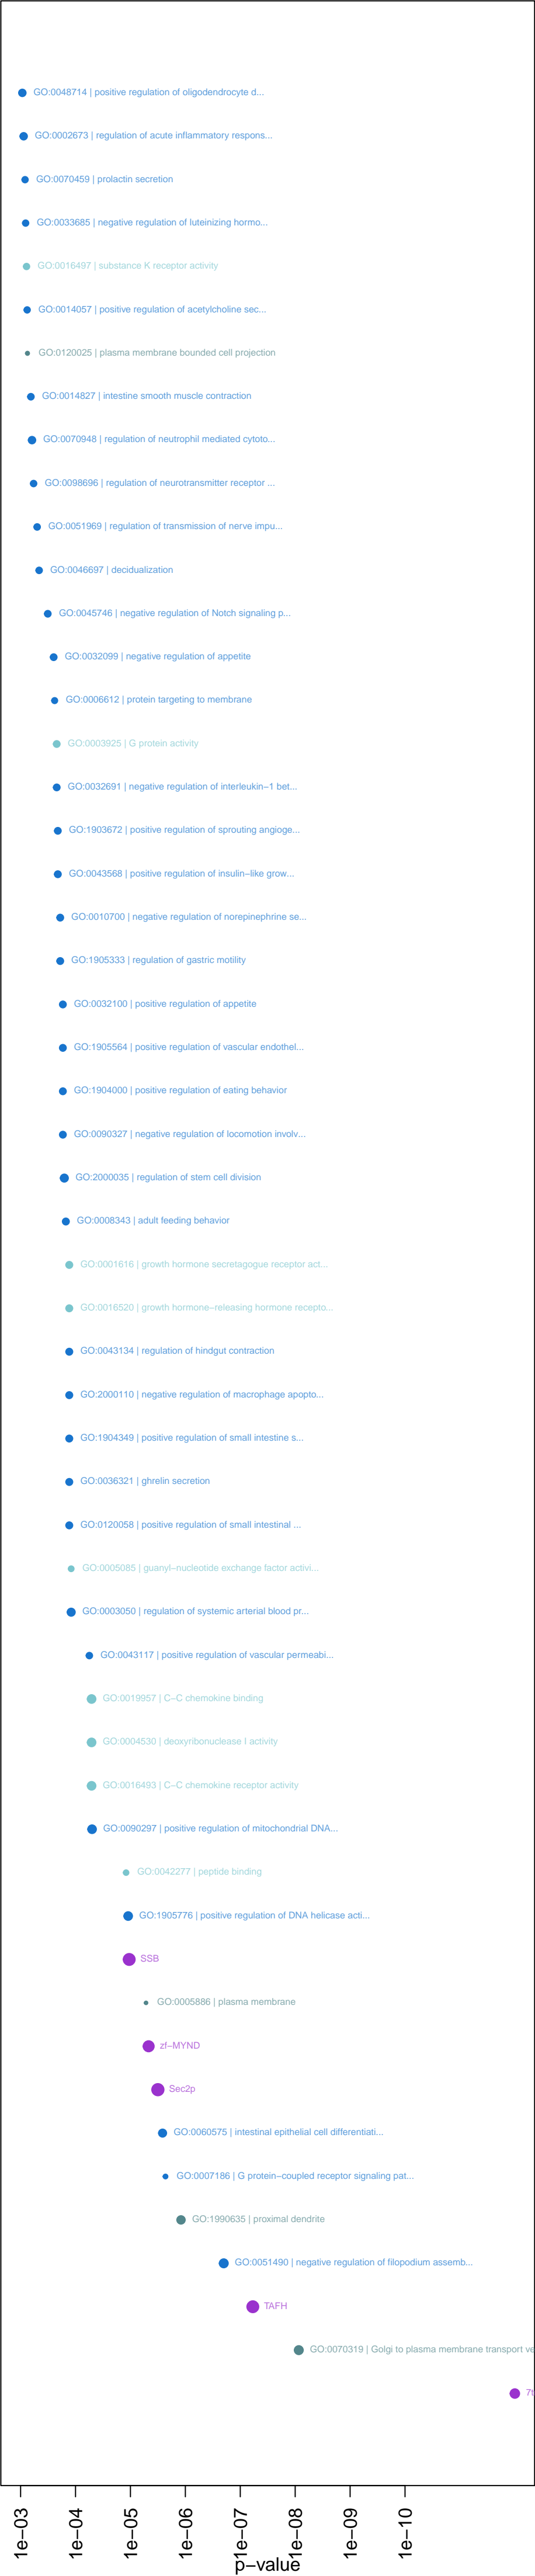 GO:0048714 | positive regulation of oligodendrocyte d...
GO:0002673 | regulation of acute inflammatory respons...
GO:0070459 | prolactin secretion
GO:0033685 | negative regulation of luteinizing hormo...
GO:0016497 | substance K receptor activity
GO:0014057 | positive regulation of acetylcholine sec...
GO:0120025 | plasma membrane bounded cell projection
GO:0014827 | intestine smooth muscle contraction
GO:0070948 | regulation of neutrophil mediated cytoto...
GO:0098696 | regulation of neurotransmitter receptor ...
GO:0051969 | regulation of transmission of nerve impu...
GO:0046697 | decidualization
GO:0045746 | negative regulation of Notch signaling p...
GO:0032099 | negative regulation of appetite
GO:0006612 | protein targeting to membrane
GO:0003925 | G protein activity
GO:0032691 | negative regulation of interleukin−1 bet...
GO:1903672 | positive regulation of sprouting angioge...
GO:0043568 | positive regulation of insulin−like grow...
GO:0010700 | negative regulation of norepinephrine se...
GO:1905333 | regulation of gastric motility
GO:0032100 | positive regulation of appetite
GO:1905564 | positive regulation of vascular endothel...
GO:1904000 | positive regulation of eating behavior
GO:0090327 | negative regulation of locomotion involv...
GO:2000035 | regulation of stem cell division
GO:0008343 | adult feeding behavior
GO:0001616 | growth hormone secretagogue receptor act...
GO:0016520 | growth hormone−releasing hormone recepto...
GO:0043134 | regulation of hindgut contraction
GO:2000110 | negative regulation of macrophage apopto...
GO:1904349 | positive regulation of small intestine s...
GO:0036321 | ghrelin secretion
GO:0120058 | positive regulation of small intestinal ...
GO:0005085 | guanyl−nucleotide exchange factor activi...
GO:0003050 | regulation of systemic arterial blood pr...
GO:0043117 | positive regulation of vascular permeabi...
GO:0019957 | C−C chemokine binding
GO:0004530 | deoxyribonuclease I activity
GO:0016493 | C−C chemokine receptor activity
GO:0090297 | positive regulation of mitochondrial DNA...
GO:0042277 | peptide binding
GO:1905776 | positive regulation of DNA helicase acti...
SSB
GO:0005886 | plasma membrane
zf−MYND
Sec2p
GO:0060575 | intestinal epithelial cell differentiati...
GO:0007186 | G protein−coupled receptor signaling pat...
GO:1990635 | proximal dendrite
GO:0051490 | negative regulation of filopodium assemb...
TAFH
GO:0070319 | Golgi to plasma membrane transport ve
1e−03
1e−04
1e−05
1e−06
1e−07
1e−08
1e−09
1e−10
p−value